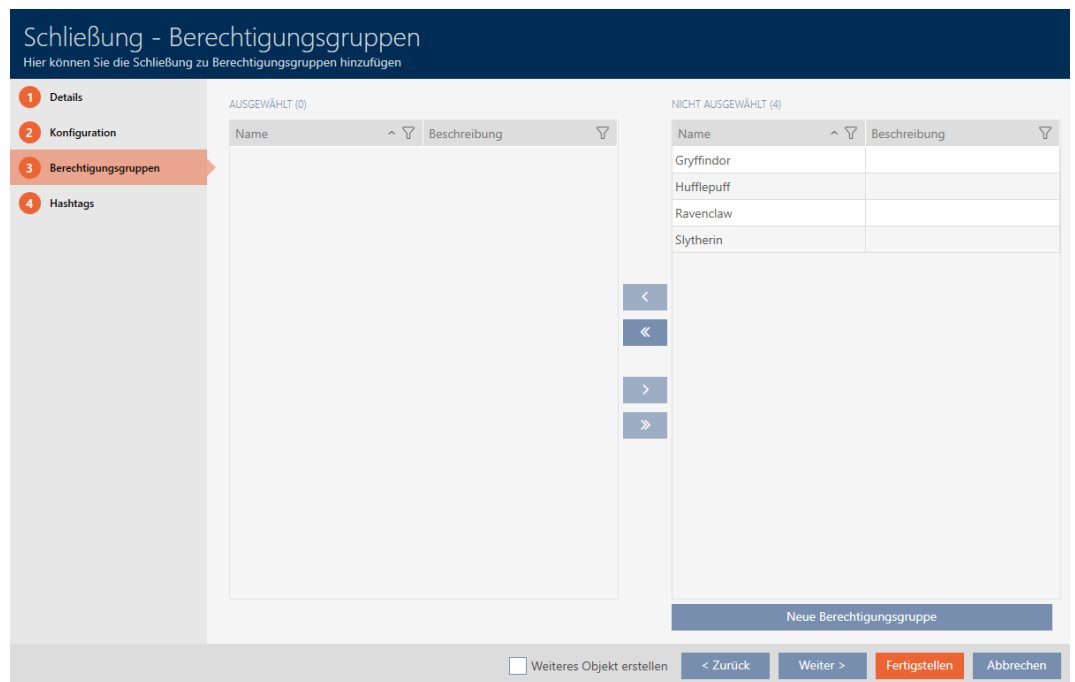 Schließung - Berechtigungsgruppen
Hier können Sie die Schließung zu Berechtigungsgruppen hinzufügen
1 Details
2 Konfiguration
3 Berechtigungsgruppen
4 Hashtags
AUSGEWÄHLT (0)
Name Beschreibung
NICHT AUSGEWÄHLT (4)
Name Beschreibung
Gryffindor
Hufflepuff
Ravenclaw
Slytherin
Neue Berechtigungsgruppe
Weiteres Objekt erstellen
< Zurück
Weiter >
Fertigstellen
Abbrechen